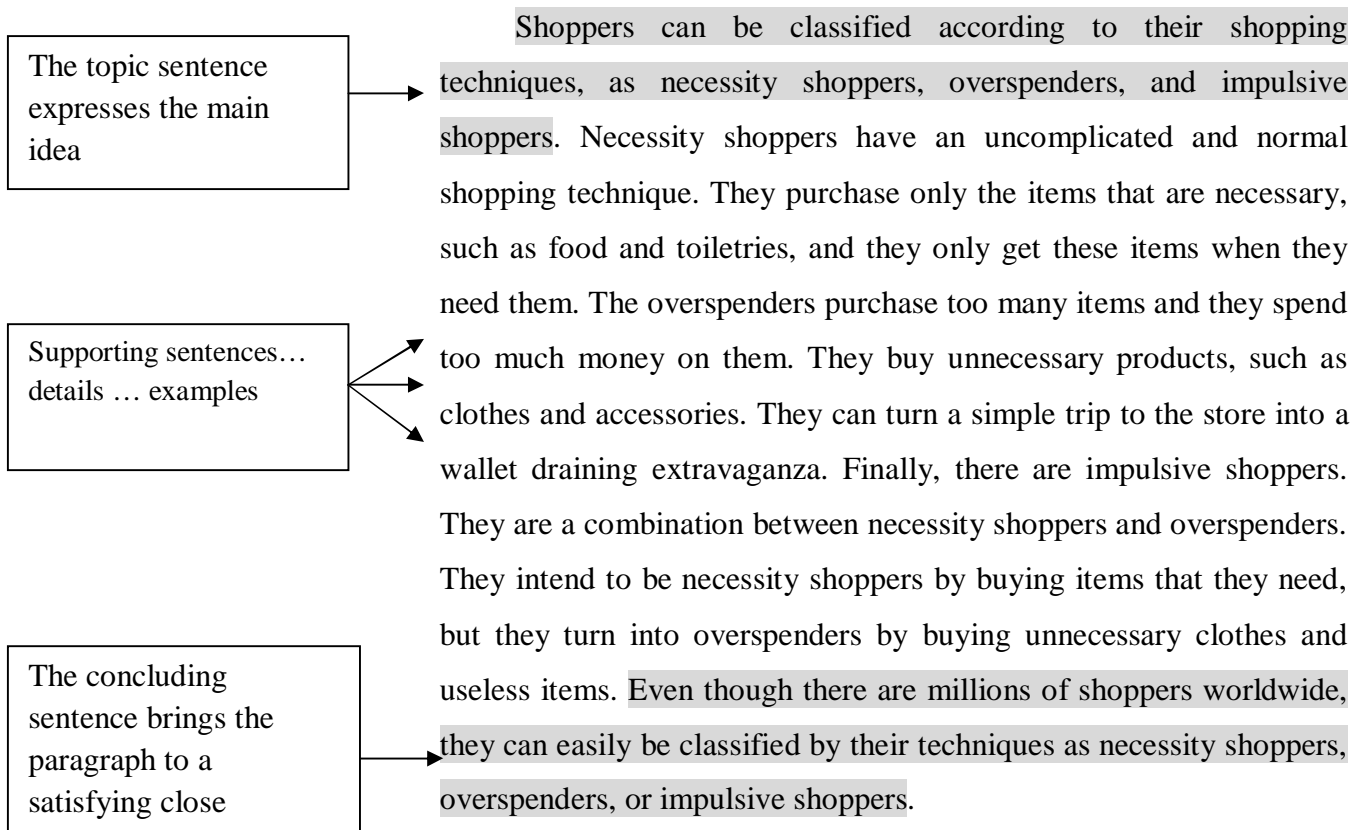 The topic sentence
expresses the main
idea
Supporting sentences…
details … examples
The concluding
sentence brings the
paragraph to a
satisfying close
Shoppers can be classified according to their shopping
techniques, as necessity shoppers, overspenders, and impulsive
shoppers. Necessity shoppers have an uncomplicated and normal
shopping technique. They purchase only the items that are necessary,
such as food and toiletries, and they only get these items when they
need them. The overspenders purchase too many items and they spend
too much money on them. They buy unnecessary products, such as
clothes and accessories. They can turn a simple trip to the store into a
wallet draining extravaganza. Finally, there are impulsive shoppers.
They are a combination between necessity shoppers and overspenders.
They intend to be necessity shoppers by buying items that they need,
but they turn into overspenders by buying unnecessary clothes and
useless items. Even though there are millions of shoppers worldwide,
they can easily be classified by their techniques as necessity shoppers,
overspenders, or impulsive shoppers.